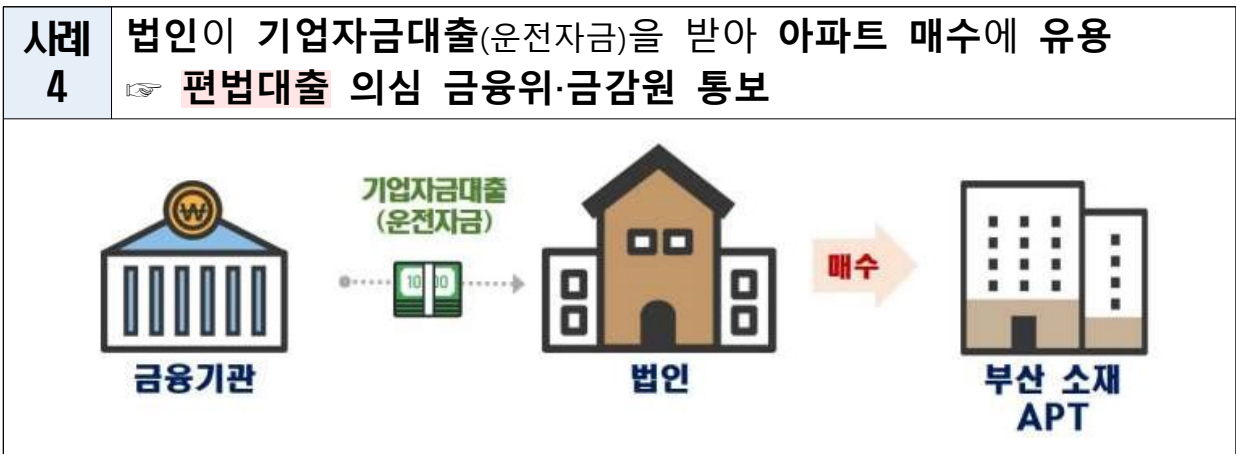 사례
4
법인이 기업자금대출(운전자금)을 받아 아파트 매수에 유용
☞ 편법대출 의심 금융위·금감원 통보
₩
기업자금대출
(운전자금)
10 00
매수
금융기관
법인
부산 소재
APT